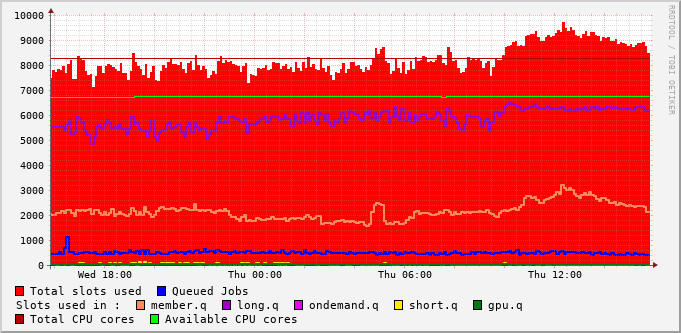 10000
9000
8000
7000
6000
5000
4000
3000
2000
1000
0
Wed 18:00 Thu 00:00 Thu 06:00 Thu 12:00
RRDTOOL / TOBI OETIKER
Total slots used Queued Jobs
Slots used in : member.q long.q ondemand.q short.q gpu.q
Total CPU cores Available CPU cores